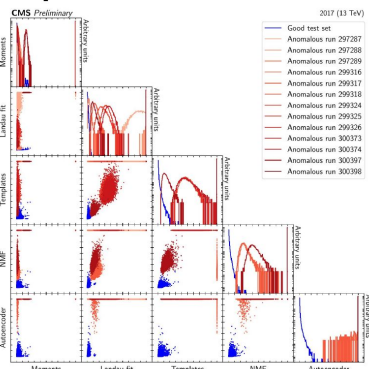 CMS Preliminary
2017 (13 TeV)
Good test set
Anomalous run 297287
Anomalous run 297288
Anomalous run 297289
Anomalous run 299316
Anomalous run 299317
Anomalous run 299318
Anomalous run 299324
Anomalous run 299325
Anomalous run 299326
Anomalous run 300373
Anomalous run 300374
Anomalous run 300397
Anomalous run 300398
Moments
Arbitrary units
Landau fit
Arbitrary units
Templates
Arbitrary units
NMF
Arbitrary units
Autoencoder
Arbitrary units
Moments
Landau fit
Templates
NMF
Autoencoder